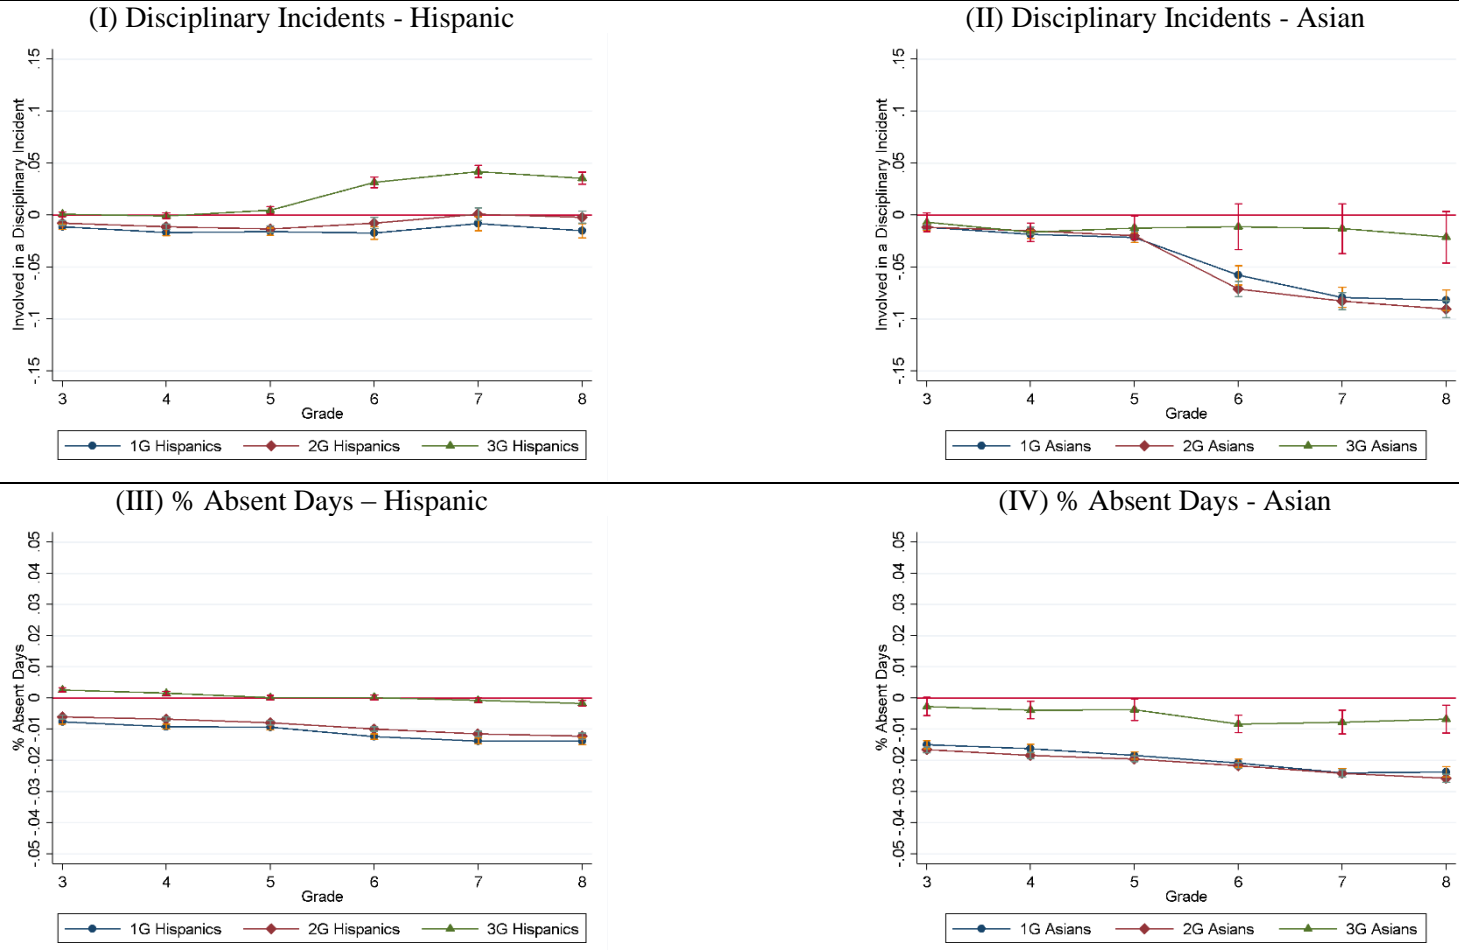 (I) Disciplinary Incidents - Hispanic
Involved in a Disciplinary Incident
.15
.1
.05
0
-.05
-.1
-.15
3 4 5 6 7 8
Grade
1G Hispanics 2G Hispanics 3G Hispanics
(II) Disciplinary Incidents - Asian
Involved in a Disciplinary Incident
.15
.1
.05
0
-.05
-.1
-.15
3 4 5 6 7 8
Grade
1G Asians 2G Asians 3G Asians
(III) % Absent Days – Hispanic
% Absent Days
.05
.04
.03
.02
.01
0
-.01
-.02
-.03
-.04
-.05
3 4 5 6 7 8
Grade
1G Hispanics 2G Hispanics 3G Hispanics
(IV) % Absent Days - Asian
% Absent Days
.05
.04
.03
.02
.01
0
-.01
-.02
-.03
-.04
-.05
3 4 5 6 7 8
Grade
1G Asians 2G Asians 3G Asians